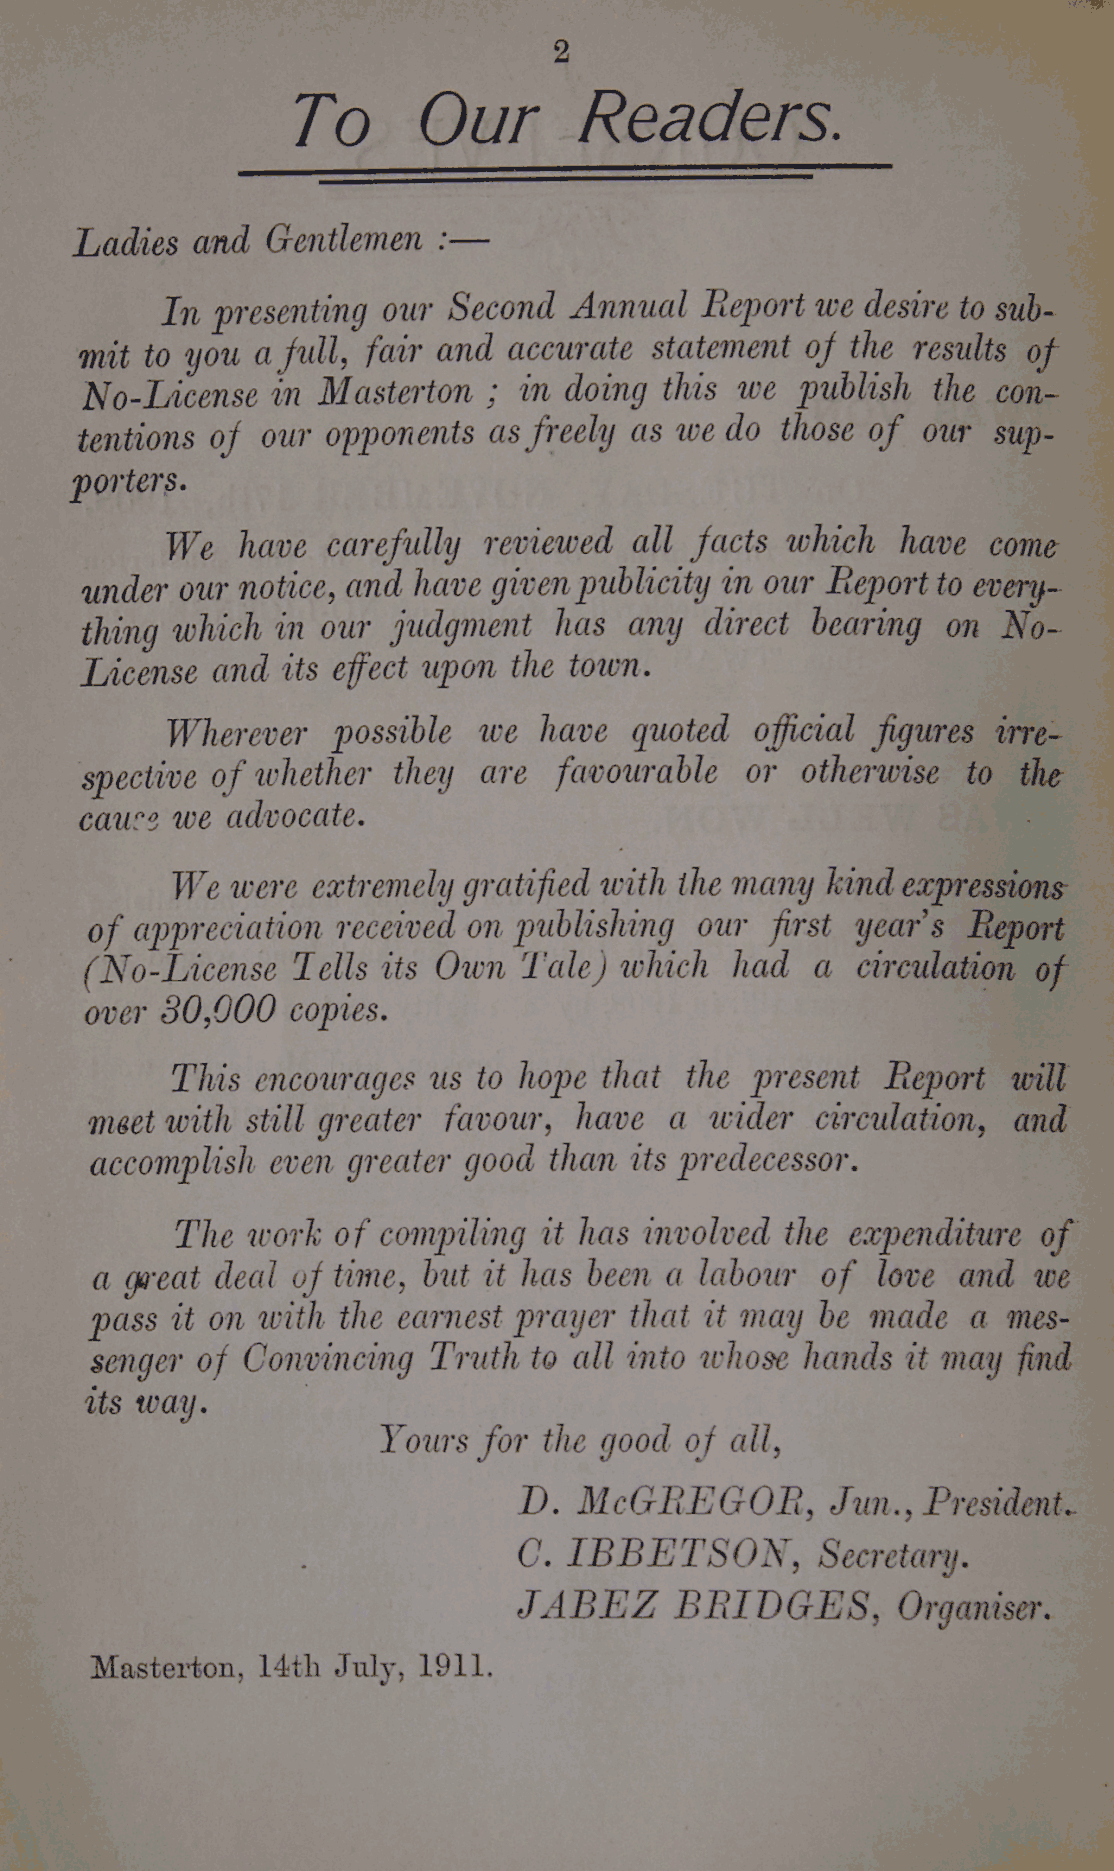 2
To Our Readers.
Ladies and Gentlemen :—
In presenting our Second Annual Report we desire to sub-
mit to you a full, fair and accurate statement of the results of
No-License in Masterton ; in doing this we publish the con-
tentions of our opponents as freely as we do those of our sup-
porters.
We have carefully reviewed all facts which have come
under our notice, and have given publicity in our Report to every-
thing which in our judgment has any direct bearing on No-
License and its effect upon the town.
Wherever possible we have quoted official figures irre-
spective of whether they are favourable or otherwise to the
cause we advocate.
We were extremely gratified with the many kind expressions
of appreciation received on publishing our first year's Report
(No-License Tells its Own Tale) which had a circulation of
over 30,000 copies.
This encourages us to hope that the present Report will
meet with still greater favour, have a wider circulation, and
accomplish even greater good than its predecessor.
The work of compiling it has involved the expenditure of
a great deal of time, but it has been a labour of love and we
pass it on with the earnest prayer that it may be made a mes-
senger of Convincing Truth to all into whose hands it may find
its way.
Yours for the good of all,
D. McGREGOR, Jun., President.
C. IBBETSON, Secretary.
JABEZ BRIDGES, Organiser.
Masterton, 14th July, 1911.